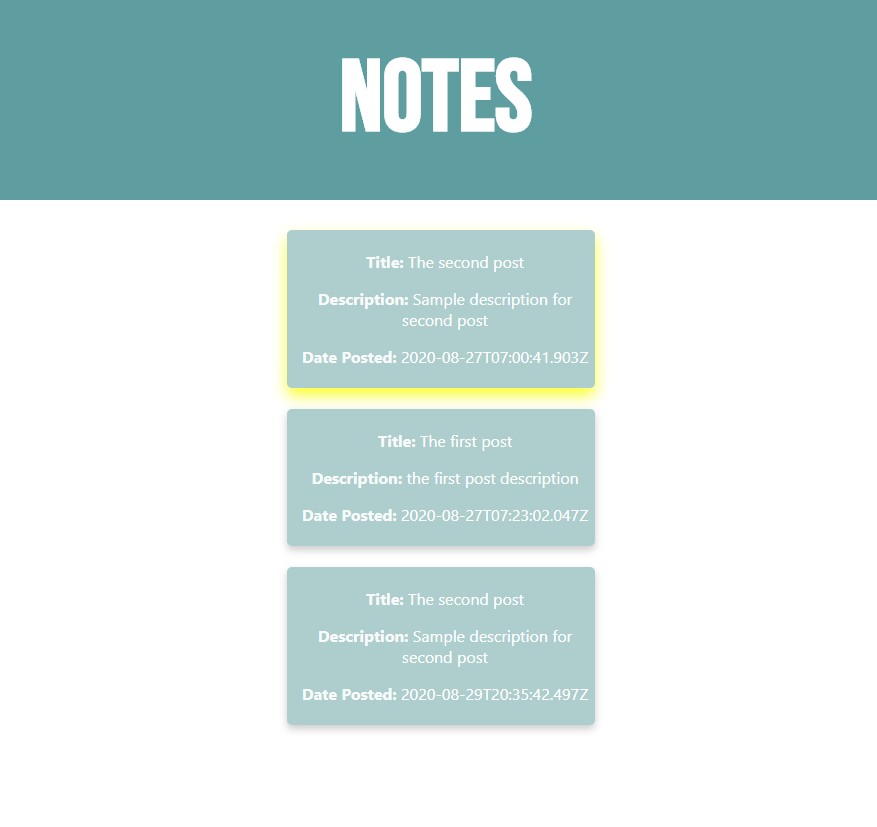 NOTES
Title: The second post
Description: Sample description for
second post
Date Posted: 2020-08-27T07:00:41.903Z
Title: The first post
Description: the first post description
Date Posted: 2020-08-27T07:23:02.047Z
Title: The second post
Description: Sample description for
second post
Date Posted: 2020-08-29T20:35:42.497Z